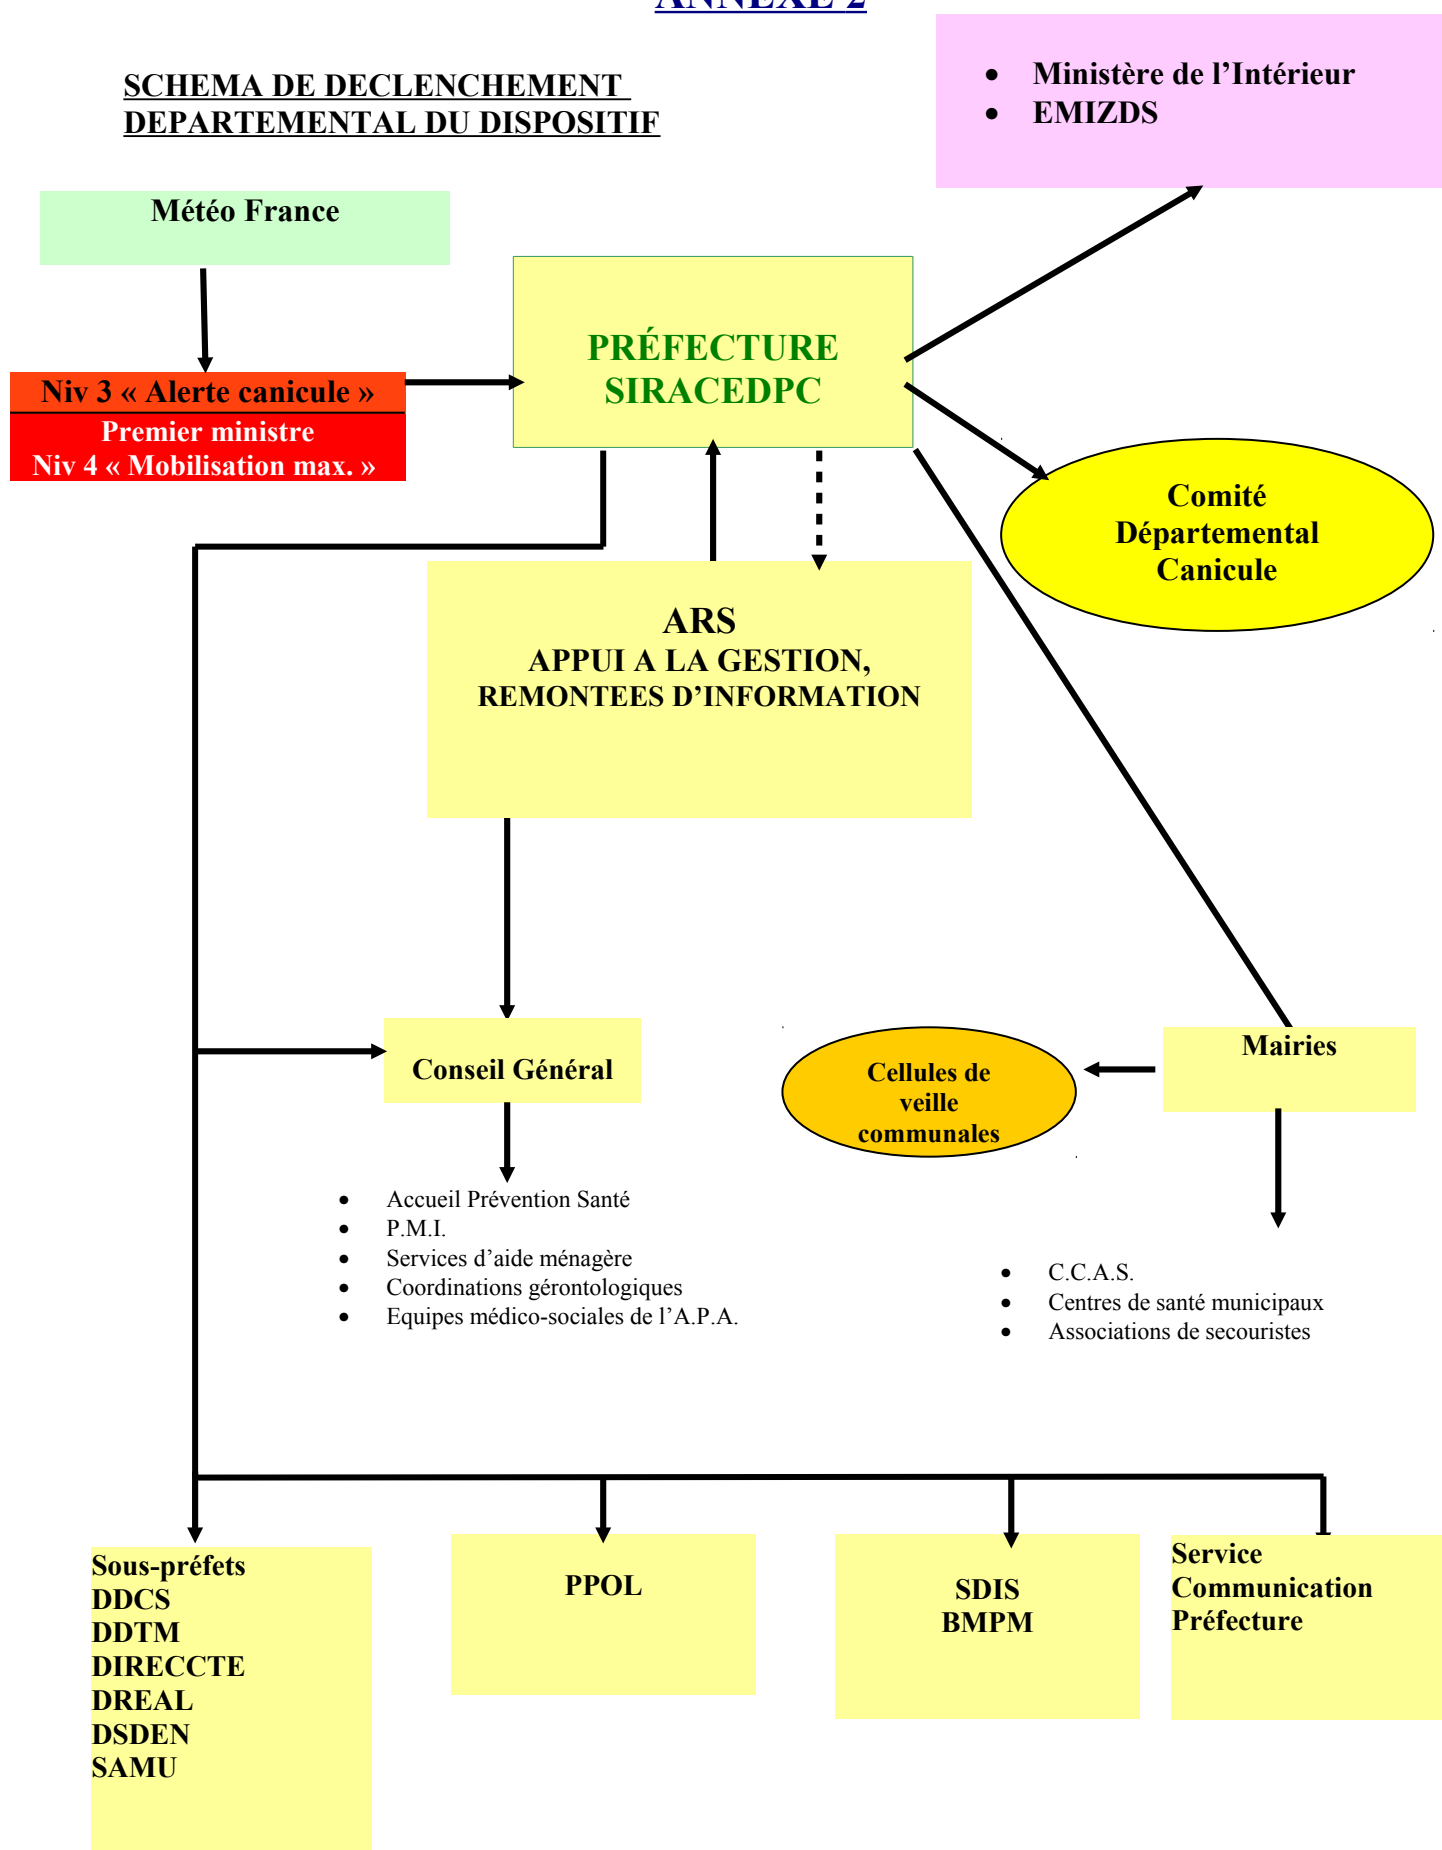 ANNEXE 2
SCHEMA DE DECLENCHEMENT
DEPARTEMENTAL DU DISPOSITIF
• Ministère de l’Intérieur
• EMIZDS
Météo France
PRÉFECTURE
SIRACEDPC
Niv 3 « Alerte canicule »
Premier ministre
Niv 4 « Mobilisation max. »
Comité
Départemental
Canicule
ARS
APPUI A LA GESTION,
REMONTEES D’INFORMATION
Conseil Général
Cellules de
veille
communales
Mairies
• Accueil Prévention Santé
• P.M.I.
• Services d’aide ménagère
• Coordinations gérontologiques
• Equipes médico-sociales de l’A.P.A.
• C.C.A.S.
• Centres de santé municipaux
• Associations de secouristes
Sous-préfets
DDCS
DDTM
DIRECCTE
DREAL
DSDEN
SAMU
PPOL
SDIS
BMPM
Service
Communication
Préfecture